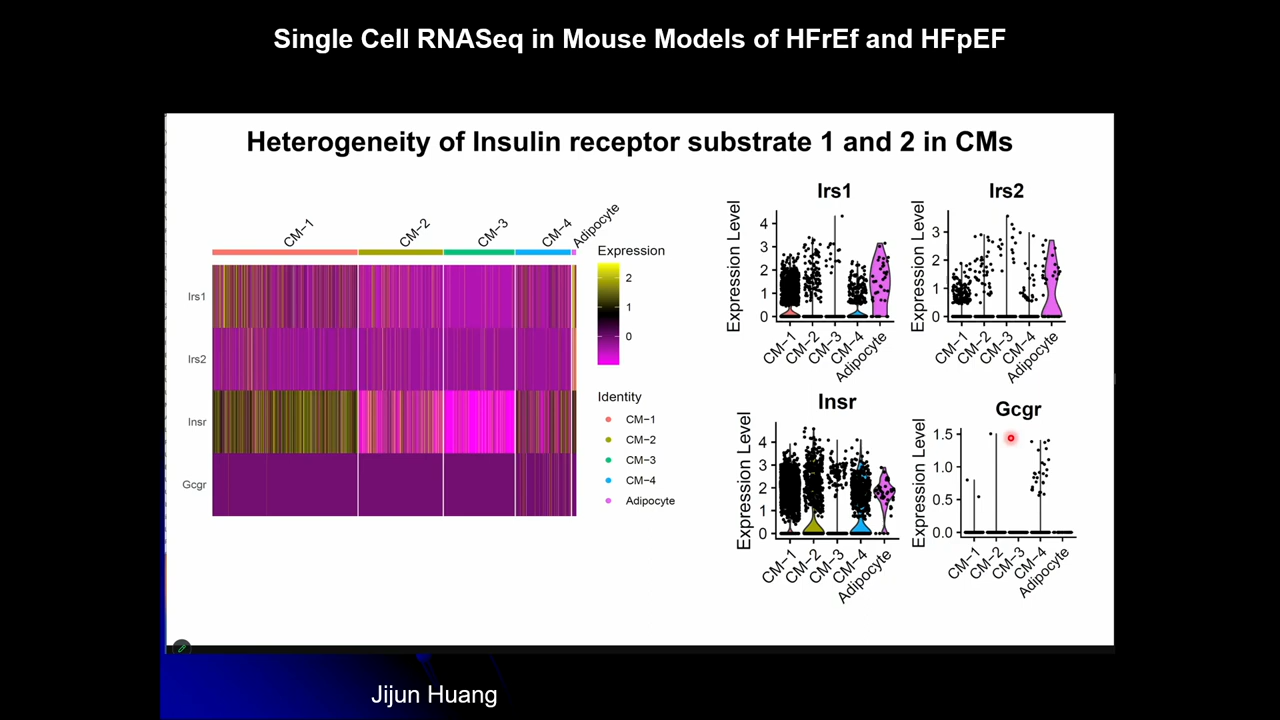 Single Cell RNASeq in Mouse Models of HFrEf and HFpEF
Heterogeneity of Insulin receptor substrate 1 and 2 in CMs
CM−1
CM−2
CM−3
CM−4
Adipocyte
Irs1
Irs2
Insr
Gcgr
Expression
2
1
0
Identity
CM−1
CM−2
CM−3
CM−4
Adipocyte
Irs1
Expression Level
4
3
2
1
0
CM−1
CM−2
CM−3
CM−4
Adipocyte
Irs2
Expression Level
3
2
1
0
CM−1
CM−2
CM−3
CM−4
Adipocyte
Insr
Expression Level
4
3
2
1
0
CM−1
CM−2
CM−3
CM−4
Adipocyte
Gcgr
Expression Level
1.5
1.0
0.5
0.0
CM−1
CM−2
CM−3
CM−4
Adipocyte
Jijun Huang